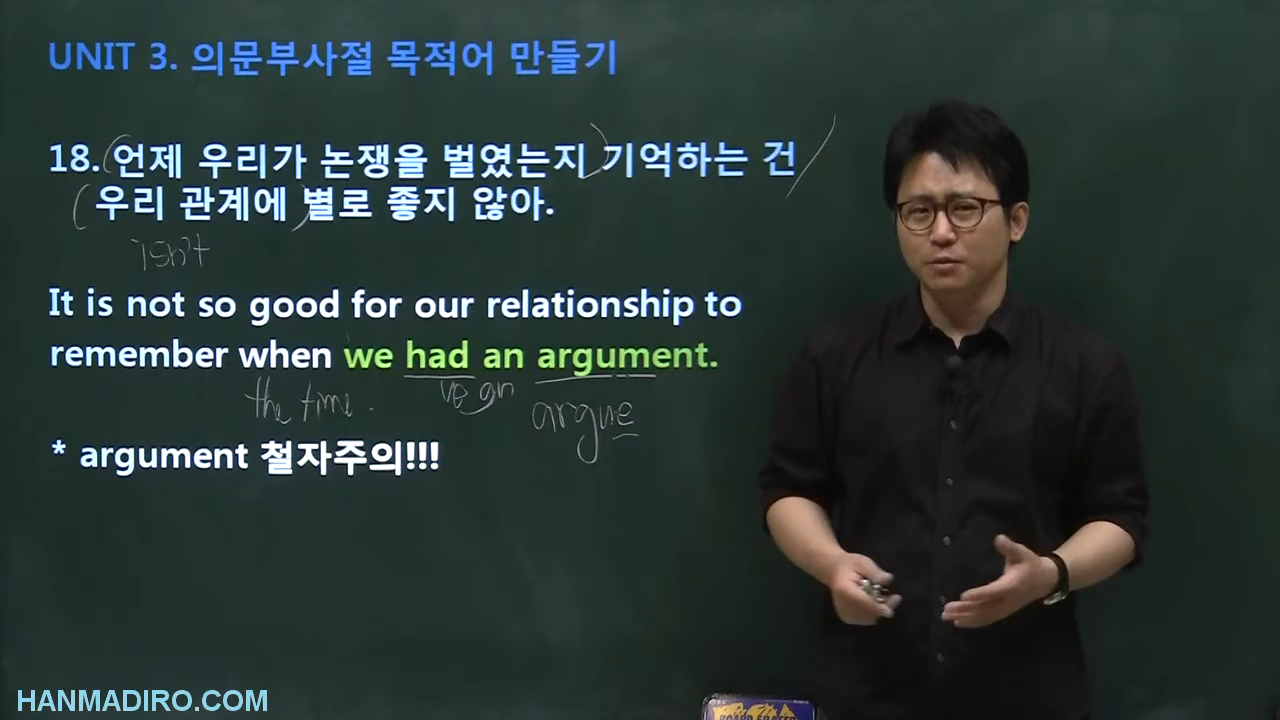 UNIT 3. 의문부사절 목적어 만들기
18. (언제 우리가 논쟁을 벌였는지) 기억하는 건 /
(우리 관계에) 별로 좋지 않아.
isn't
It is not so good for our relationship to
remember when we had an argument.
the time.
argue
* argument 철자주의!!!
HANMADIRO.COM
BOARD ERASER